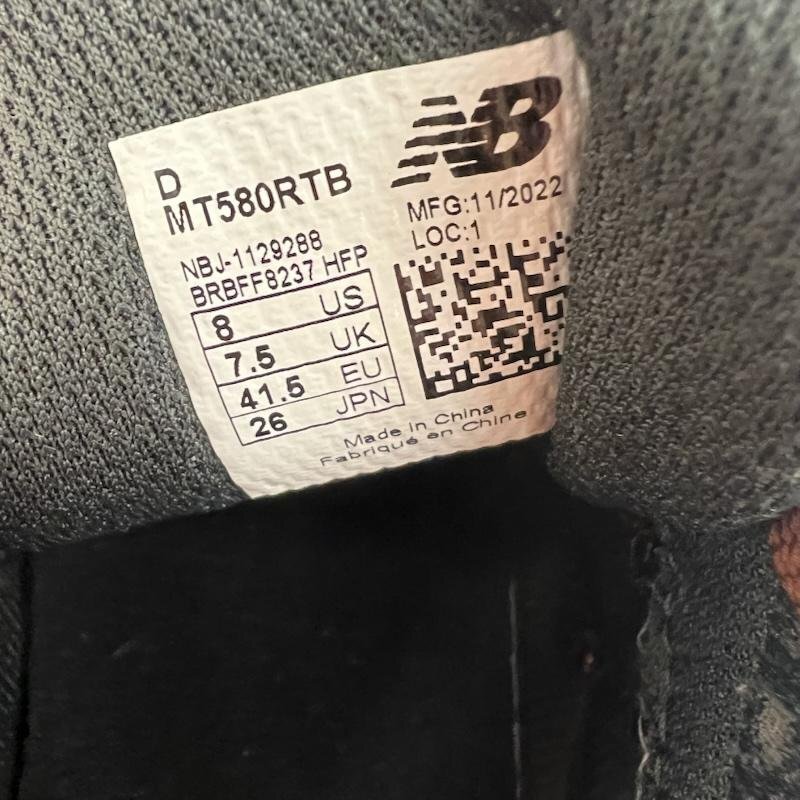 D
MT580RTB
NBJ-1129288
BRBFF8237 HFP
8 US
7.5 UK
41.5 EU
26 JPN
NB
MFG:11/2022
LOC:1
Made in China
Fabriqué en Chine